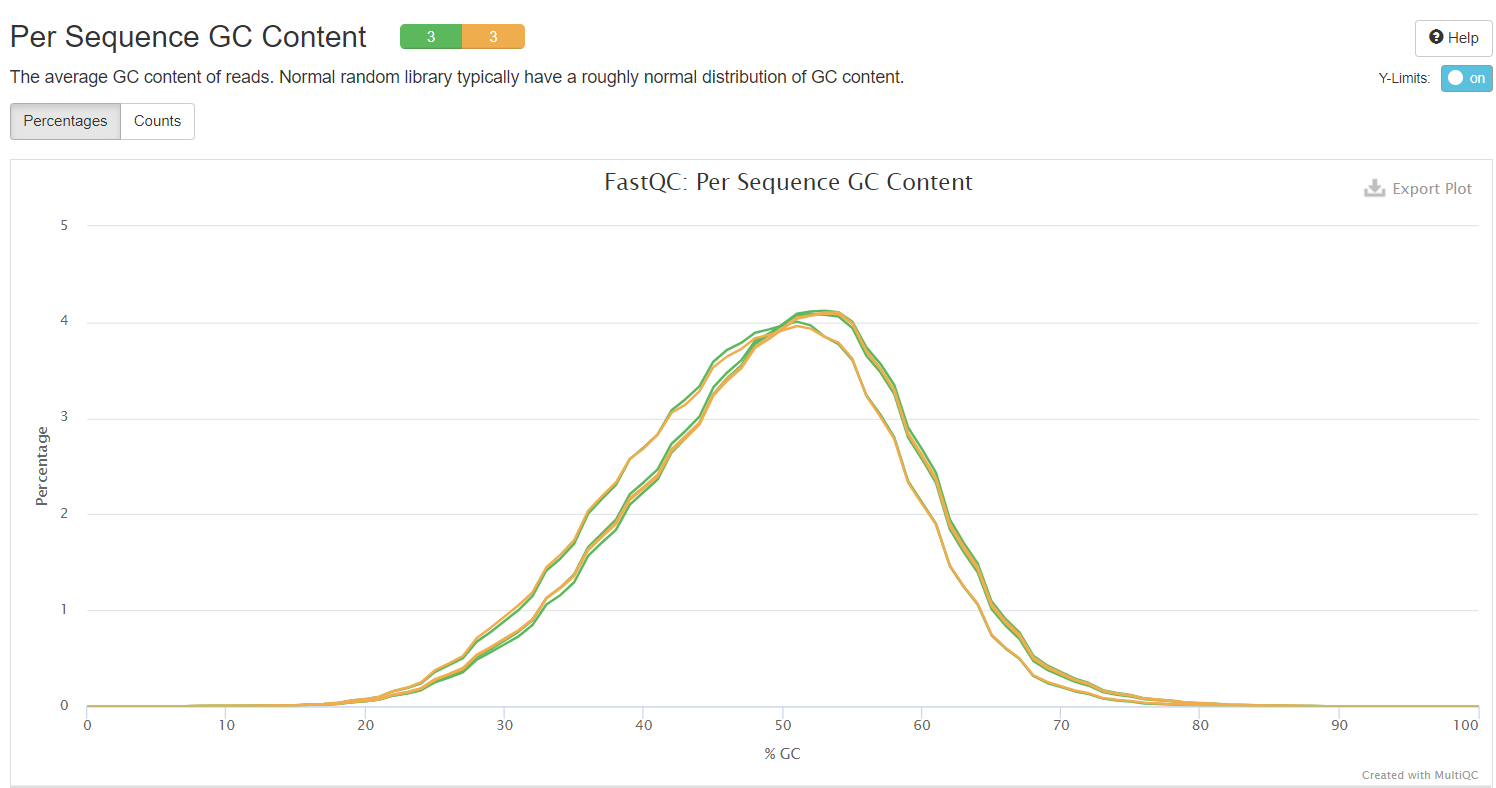 Per Sequence GC Content 3 3
Help
The average GC content of reads. Normal random library typically have a roughly normal distribution of GC content.
Y-Limits: on
Percentages Counts
FastQC: Per Sequence GC Content
Export Plot
5
4
3
2
1
0
Percentage
0 10 20 30 40 50 60 70 80 90 100
% GC
Created with MultiQC